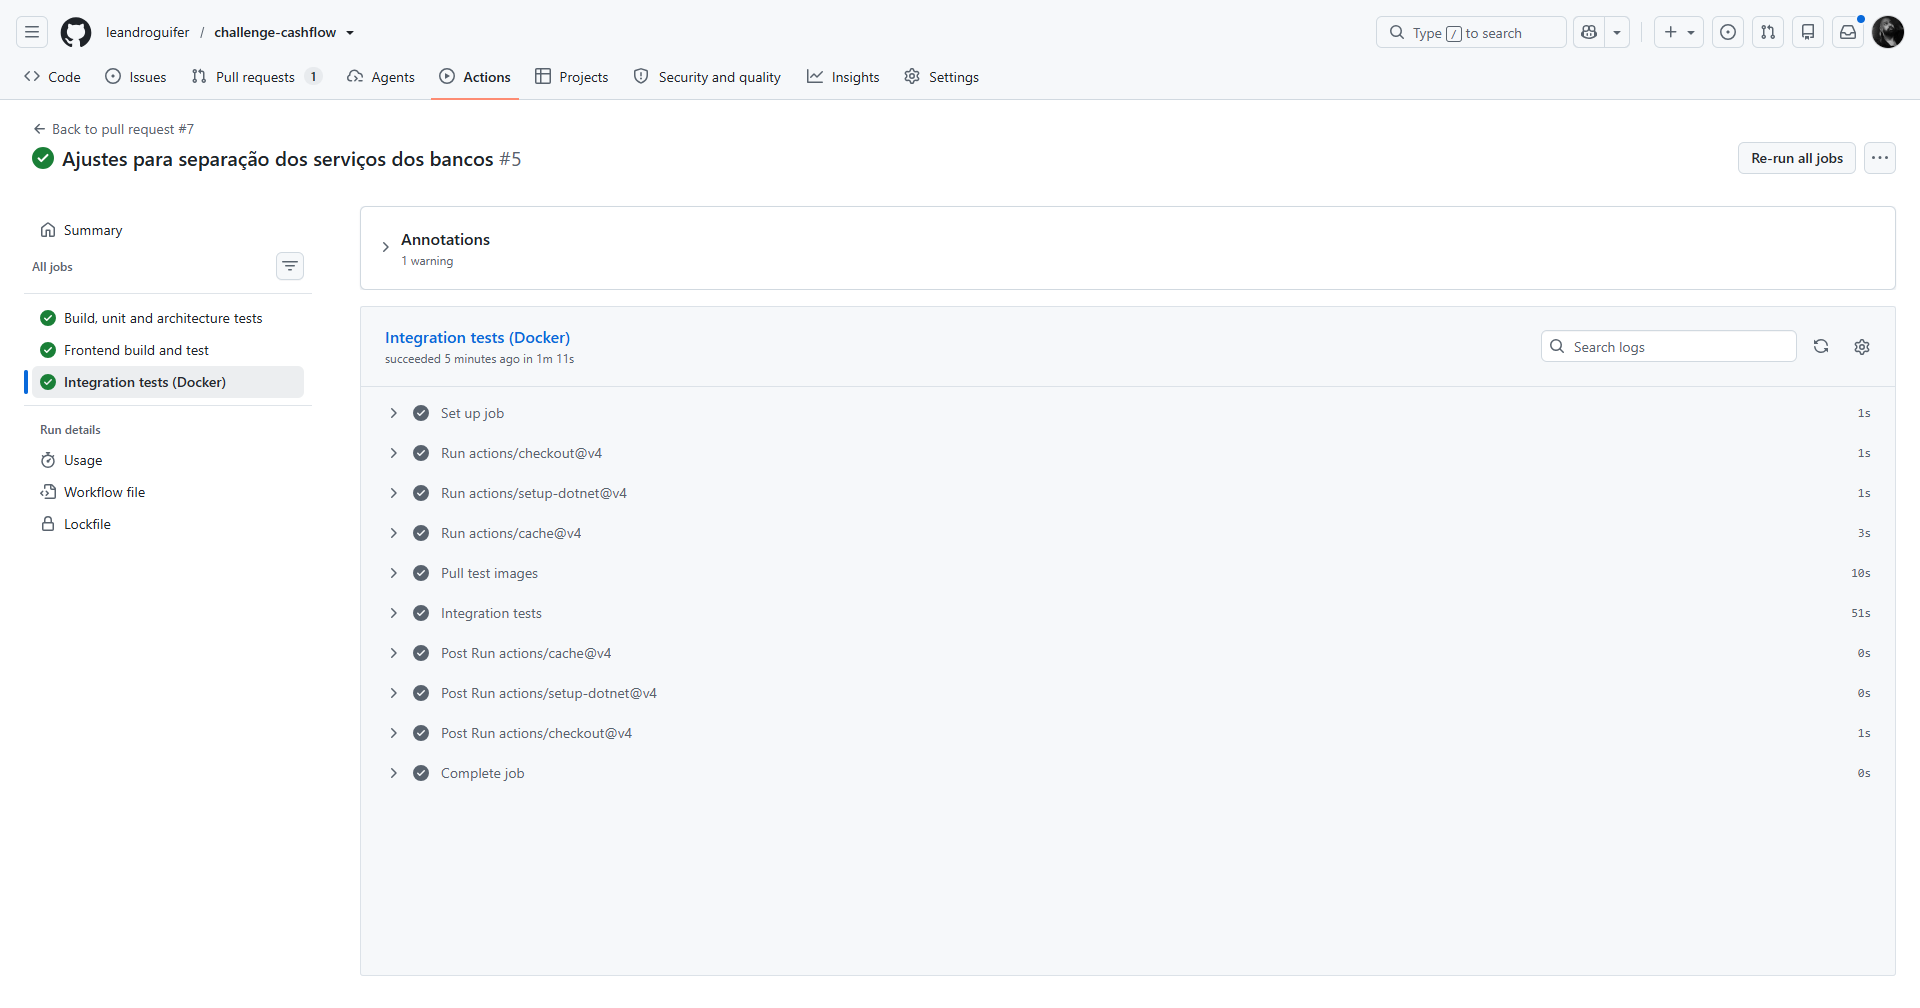 leandroguifer / challenge-cashflow
Type / to search
Code
Issues
Pull requests 1
Agents
Actions
Projects
Security and quality
Insights
Settings
Back to pull request #7
Ajustes para separação dos serviços dos bancos #5
Re-run all jobs
Summary
All jobs
Build, unit and architecture tests
Frontend build and test
Integration tests (Docker)
Run details
Usage
Workflow file
Lockfile
Annotations
1 warning
Integration tests (Docker)
succeeded 5 minutes ago in 1m 11s
Search logs
Set up job 1s
Run actions/checkout@v4 1s
Run actions/setup-dotnet@v4 1s
Run actions/cache@v4 3s
Pull test images 10s
Integration tests 51s
Post Run actions/cache@v4 0s
Post Run actions/setup-dotnet@v4 0s
Post Run actions/checkout@v4 1s
Complete job 0s